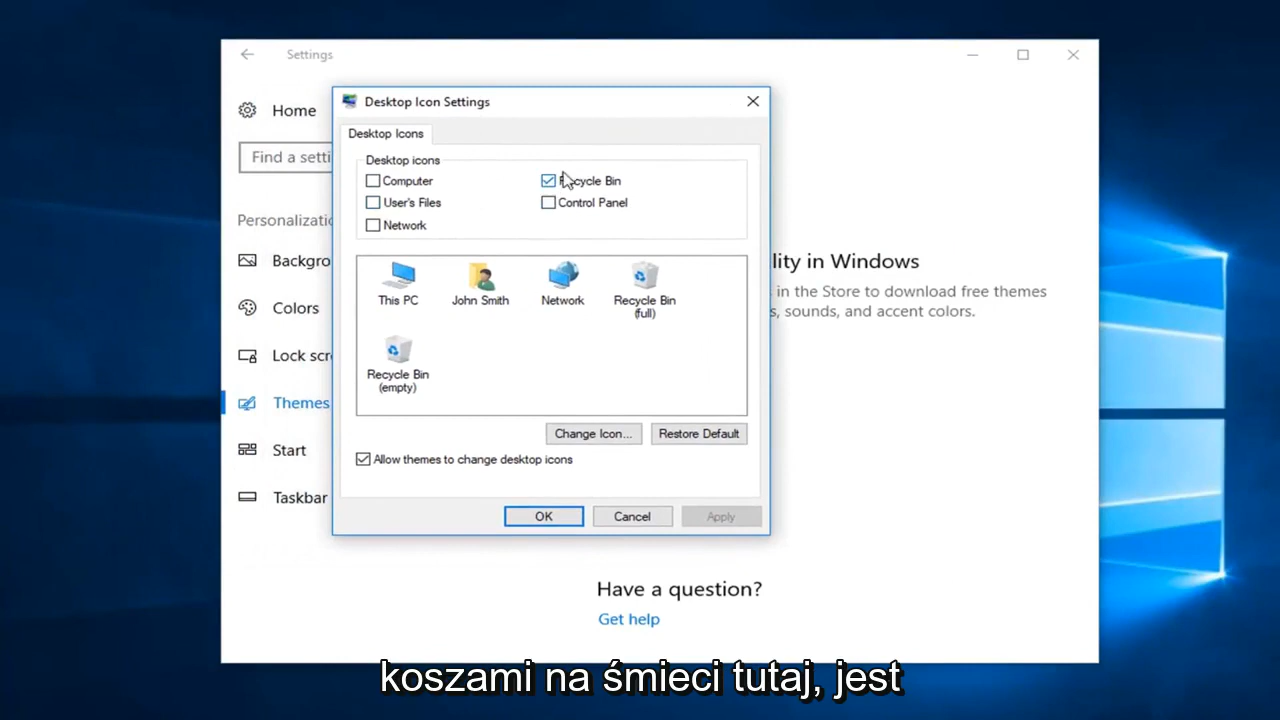 Settings
Home
Find a setti
Personalizatio
Backgro
Colors
Lock scre
Themes
Start
Taskbar
Desktop Icon Settings
Desktop Icons
Desktop icons
Computer
Recycle Bin
User's Files
Control Panel
Network
This PC
John Smith
Network
Recycle Bin
(full)
Recycle Bin
(empty)
Change Icon...
Restore Default
Allow themes to change desktop icons
OK
Cancel
Apply
lity in Windows
in the Store to download free themes
s, sounds, and accent colors.
Have a question?
Get help
koszami na śmieci tutaj, jest